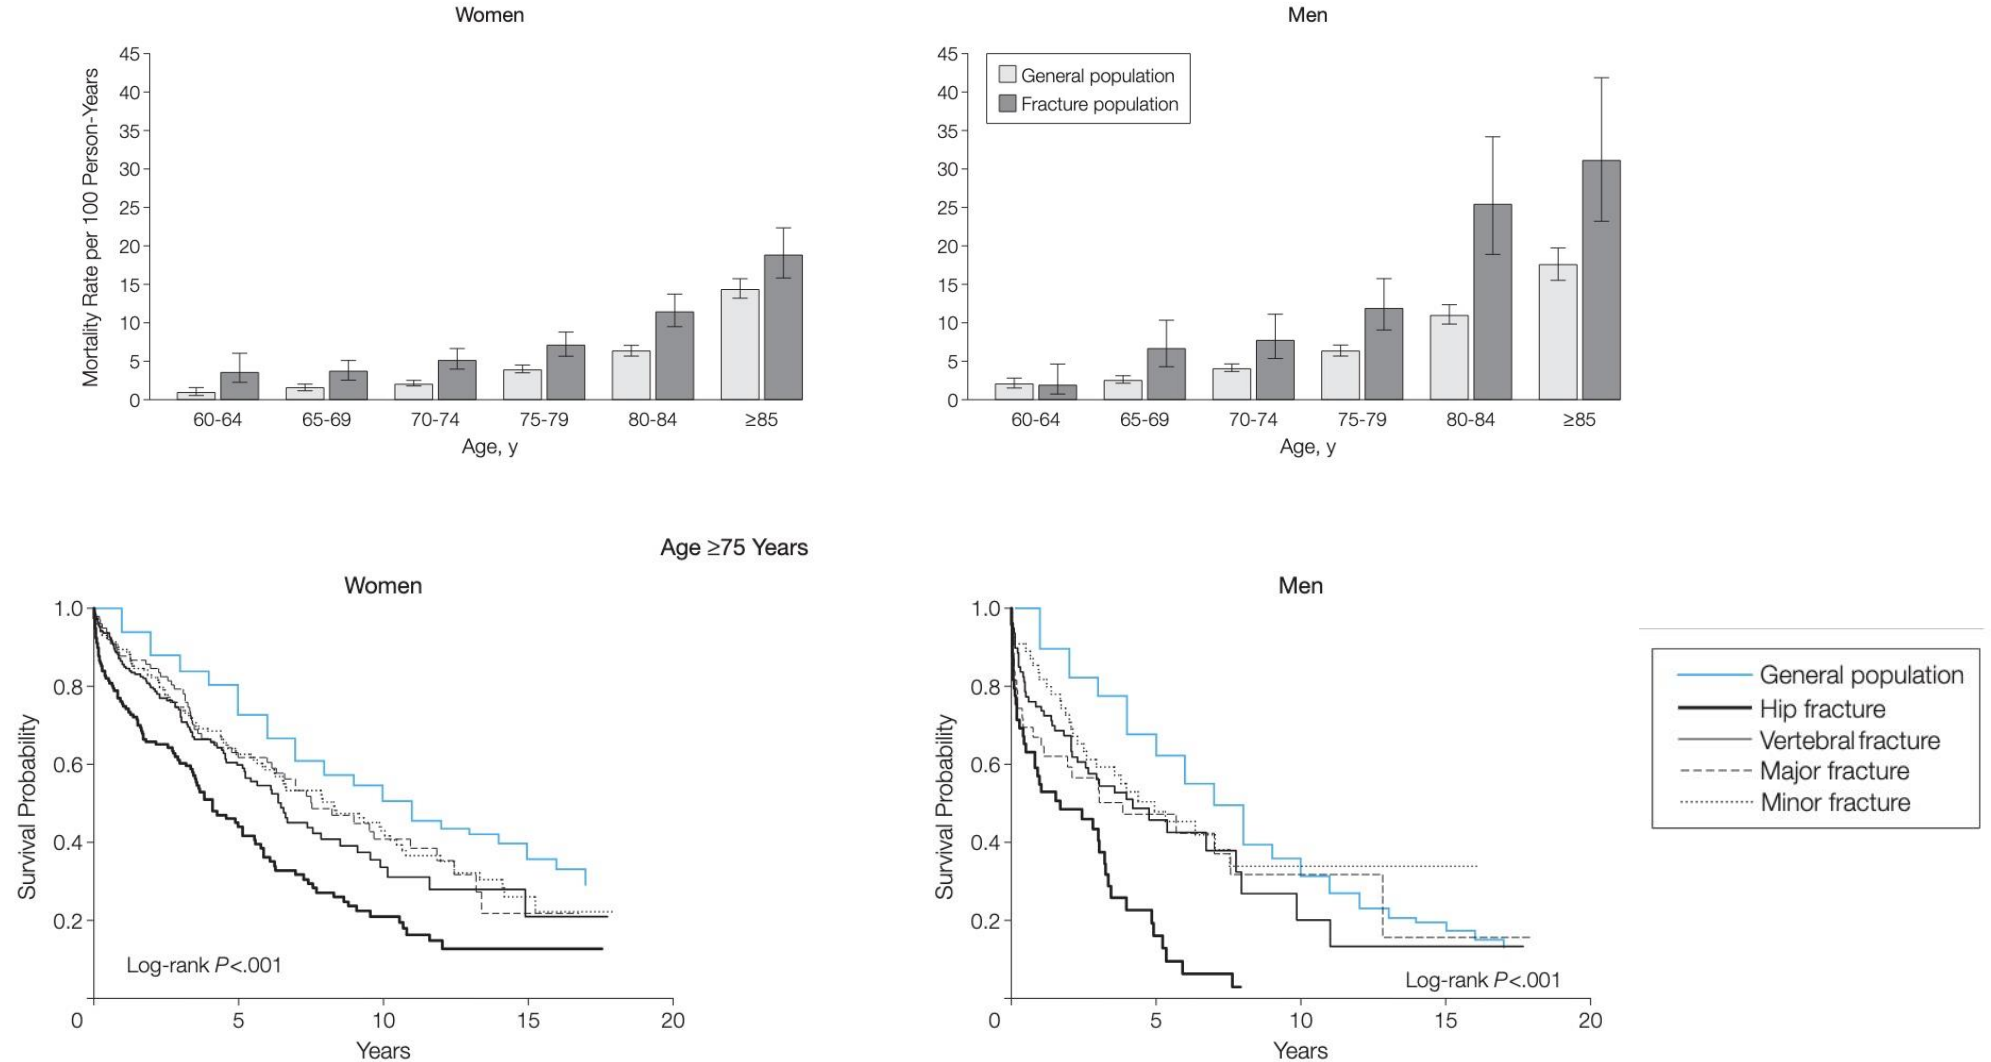 Women
Mortality Rate per 100 Person-Years
45
40
35
30
25
20
15
10
5
0
60-64 65-69 70-74 75-79 80-84 ≥85
Age, y
Men
45
40
35
30
25
20
15
10
5
0
General population
Fracture population
60-64 65-69 70-74 75-79 80-84 ≥85
Age, y
Age ≥75 Years
Women
Survival Probability
1.0
0.8
0.6
0.4
0.2
Log-rank P<.001
0 5 10 15 20
Years
Men
Survival Probability
1.0
0.8
0.6
0.4
0.2
Log-rank P<.001
0 5 10 15 20
Years
General population
Hip fracture
Vertebral fracture
Major fracture
Minor fracture